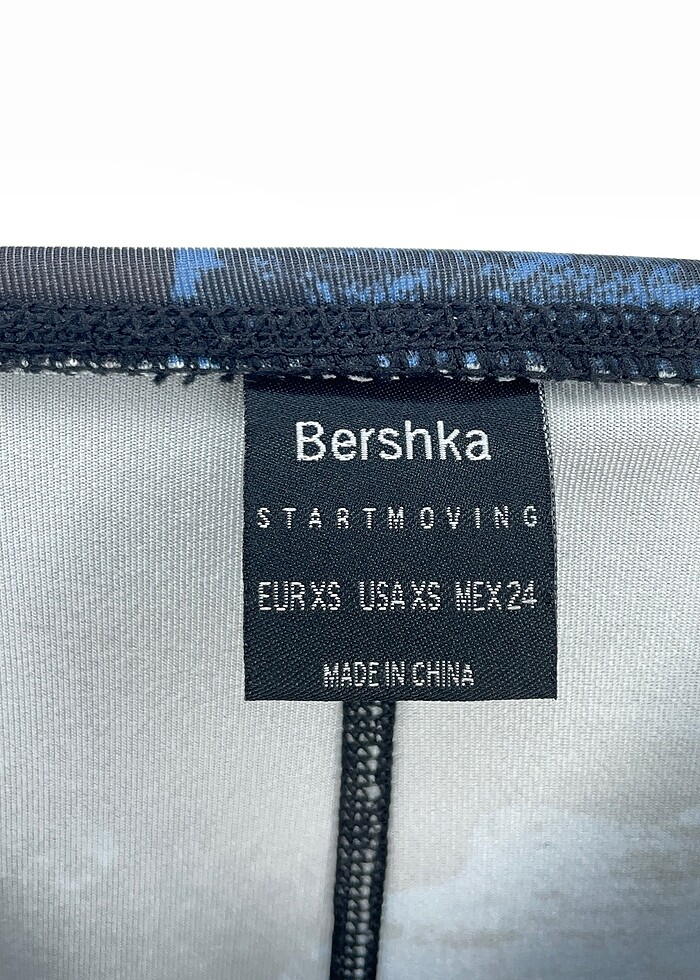 Bershka
STARTMOVING
EUR XS USA XS MEX 24
MADE IN CHINA